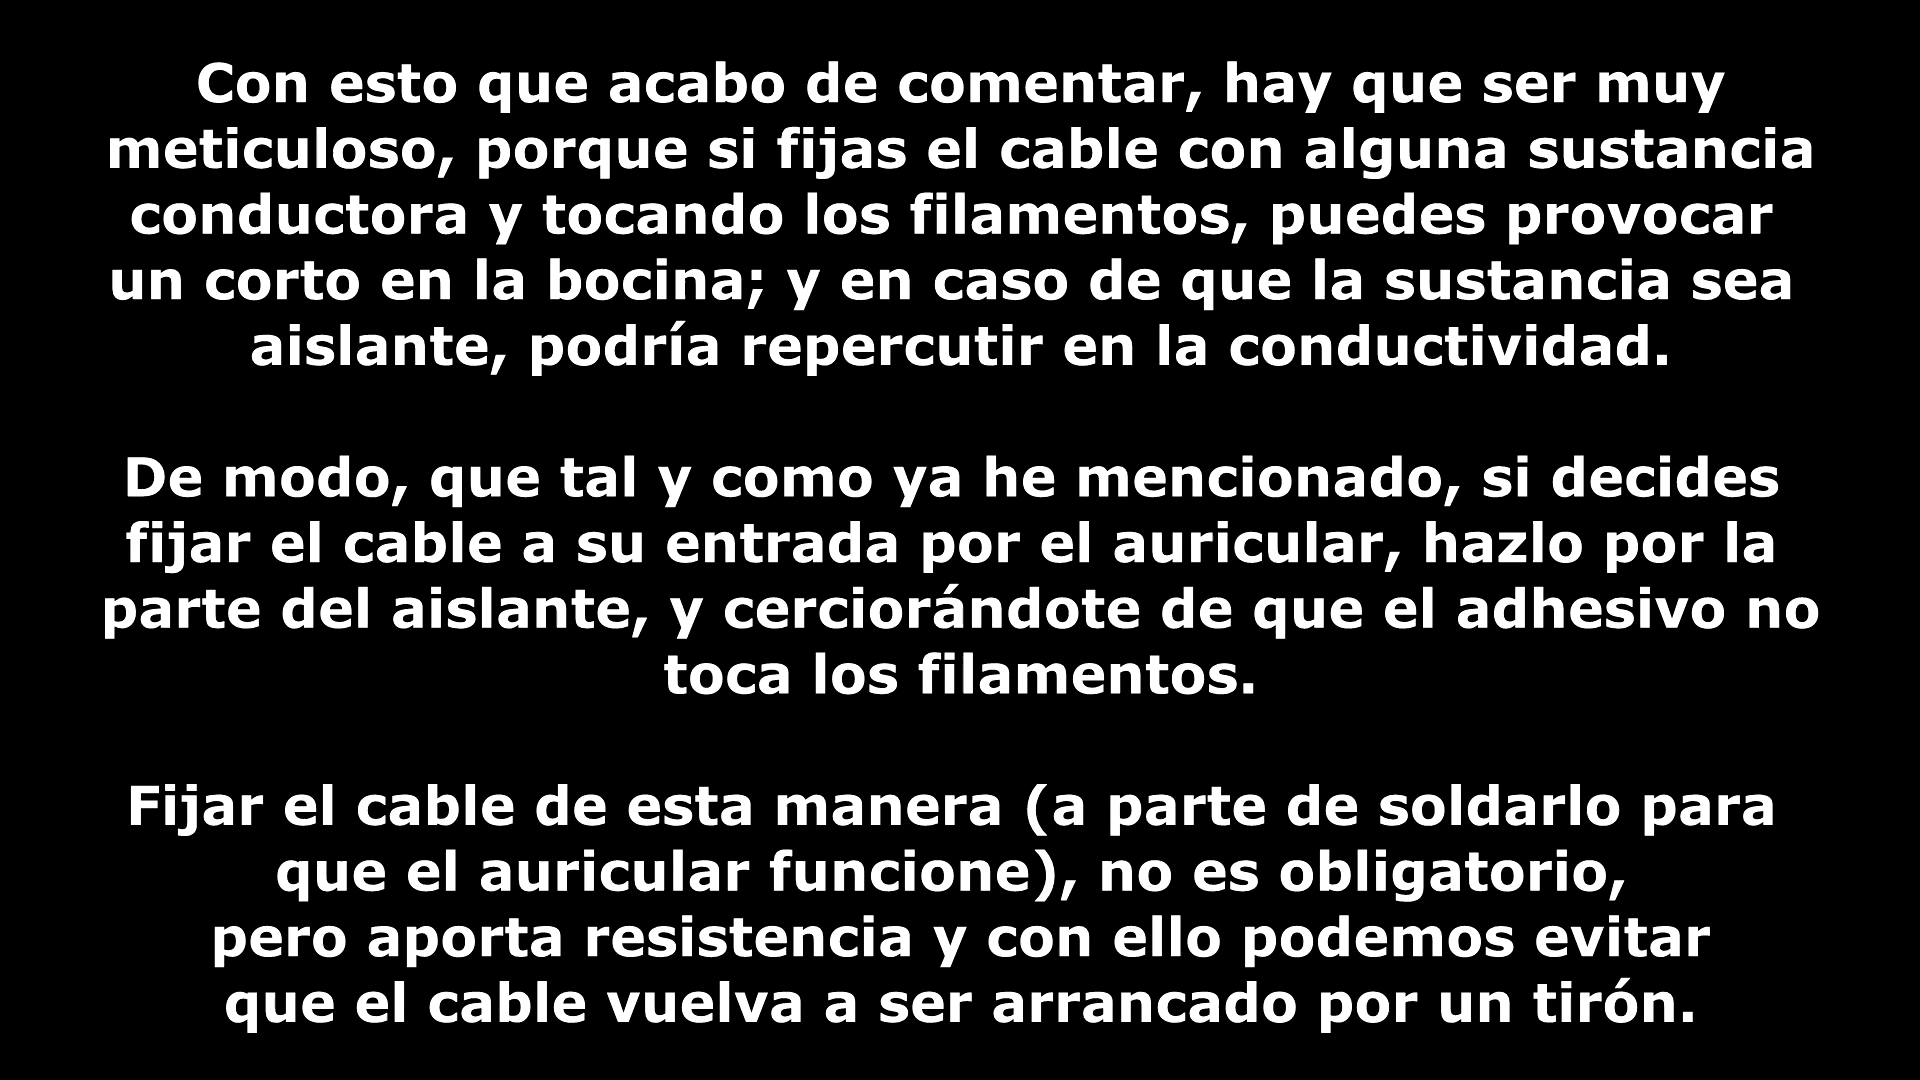 Con esto que acabo de comentar, hay que ser muy
meticuloso, porque si fijas el cable con alguna sustancia
conductora y tocando los filamentos, puedes provocar
un corto en la bocina; y en caso de que la sustancia sea
aislante, podría repercutir en la conductividad.
De modo, que tal y como ya he mencionado, si decides
fijar el cable a su entrada por el auricular, hazlo por la
parte del aislante, y cerciorándote de que el adhesivo no
toca los filamentos.
Fijar el cable de esta manera (a parte de soldarlo para
que el auricular funcione), no es obligatorio,
pero aporta resistencia y con ello podemos evitar
que el cable vuelva a ser arrancado por un tirón.